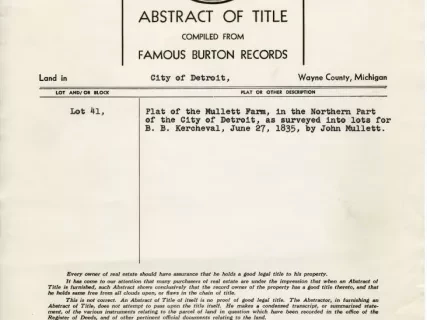 ABSTRACT OF TITLE
COMPILED FROM
FAMOUS BURTON RECORDS
Land in City of Detroit, Wayne County, Michigan
LOT AND/OR BLOCK PLAT OR OTHER DESCRIPTION
Lot 41, Plat of the Mullett Farm, in the Northern Part
of the City of Detroit, as surveyed into lots for
B. B. Kercheval, June 27, 1835, by John Mullett.
Every owner of real estate should have assurance that he holds a good legal title to his property.
It has come to our attention that many purchasers of real estate are under the impression that when an Abstract of
Title is furnished, such Abstract shows conclusively that the record owner of the property has a good title thereto, and that
he holds same free from all clouds upon, or flaws in the chain of title.
This is not correct. An Abstract of Title of itself is no proof of good legal title. The Abstractor, in furnishing an
Abstract of Title, does not attempt to pass upon the title itself. He makes a condensed transcript, or summarized state-
ment, of the various instruments relating to the parcel of land in question which have been recorded in the office of the
Register of Deeds, and of other pertinent official documents relating to the land.